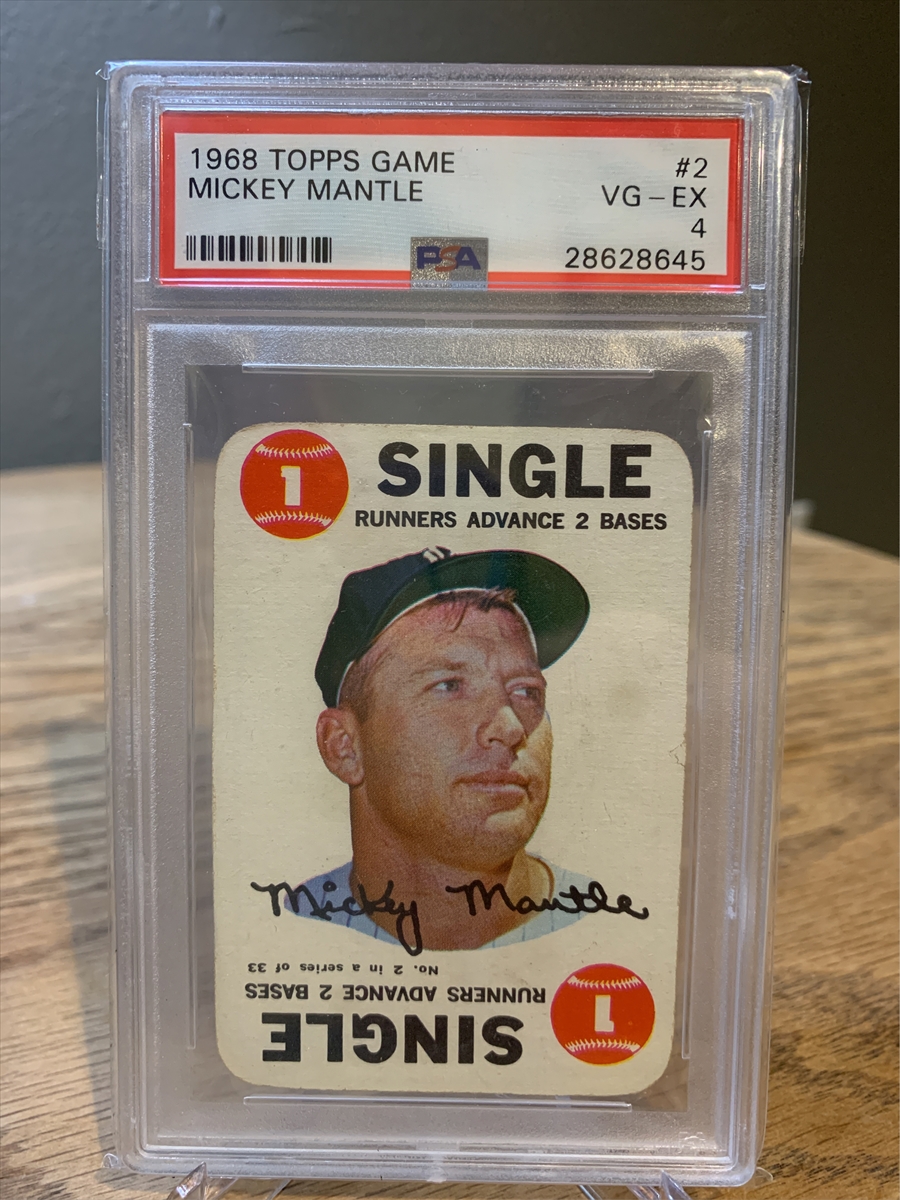 1968 TOPPS GAME #2
MICKEY MANTLE VG-EX
4
PSA 28628645
1 SINGLE
RUNNERS ADVANCE 2 BASES
Mickey Mantle
No. 2 in a series of 33
RUNNERS ADVANCE 2 BASES
SINGLE 1